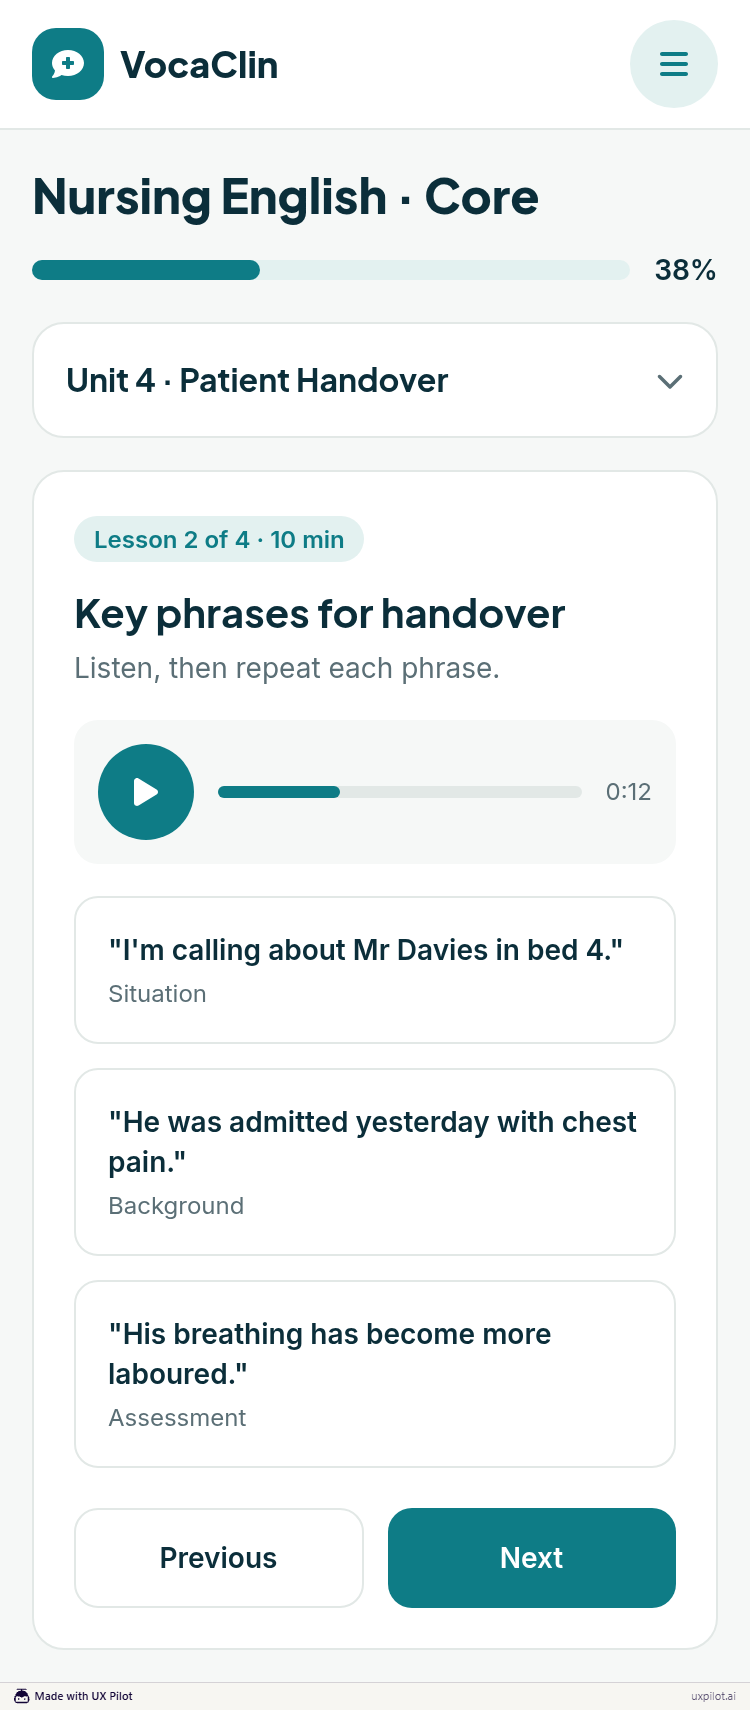 VocaClin
Nursing English · Core
38%
Unit 4 · Patient Handover
Lesson 2 of 4 · 10 min
Key phrases for handover
Listen, then repeat each phrase.
0:12
"I'm calling about Mr Davies in bed 4."
Situation
"He was admitted yesterday with chest
pain."
Background
"His breathing has become more
laboured."
Assessment
Previous
Next
Made with UX Pilot
uxpilot.ai